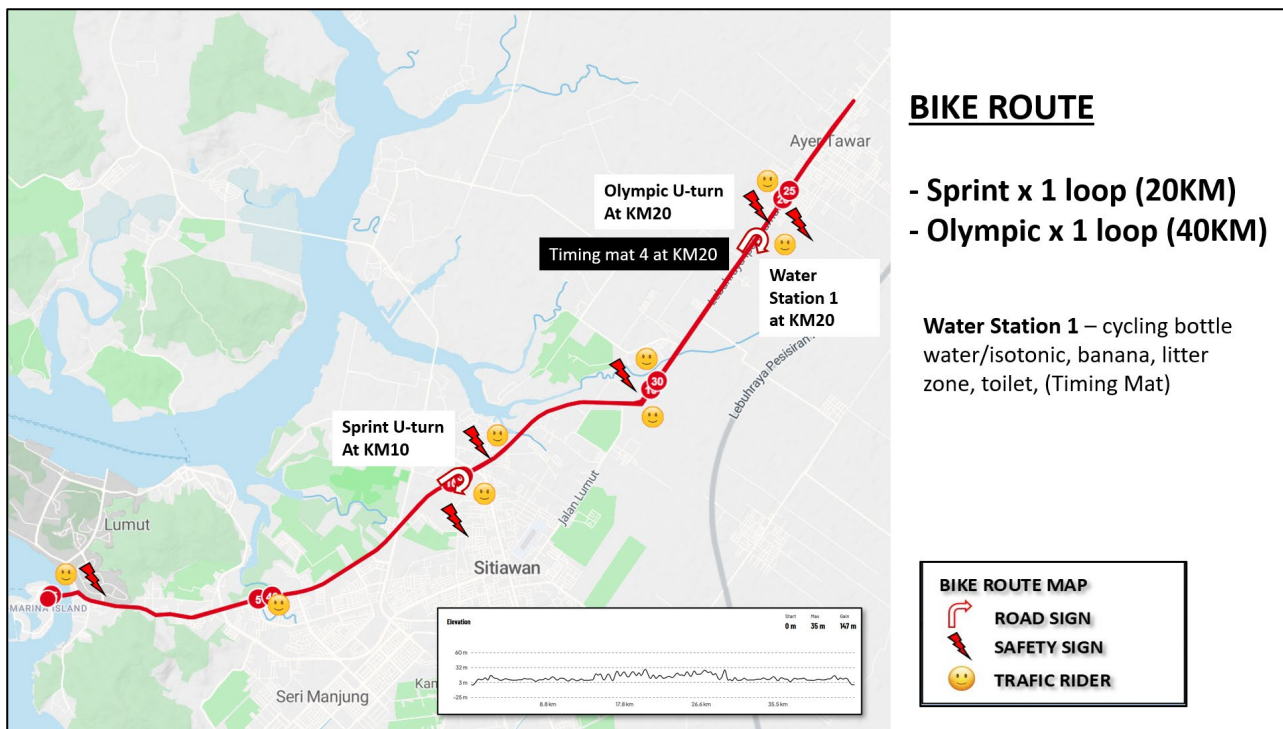 BIKE ROUTE
- Sprint x 1 loop (20KM)
- Olympic x 1 loop (40KM)
Water Station 1 – cycling bottle
water/isotonic, banana, litter
zone, toilet, (Timing Mat)
Ayer Tawar
25
Olympic U-turn
At KM20
Timing mat 4 at KM20
Water
Station 1
at KM20
Lebuhraya Pesisiran
30
Sprint U-turn
At KM10
Jalan Lumut
Lumut
Sitiawan
MARINA ISLAND
5
Seri Manjung
Elevation
Start
Max
Gain
0 m
35 m
147 m
60 m
32 m
3 m
-25 m
8.8 km
17.8 km
26.6 km
35.5 km
BIKE ROUTE MAP
ROAD SIGN
SAFETY SIGN
TRAFIC RIDER